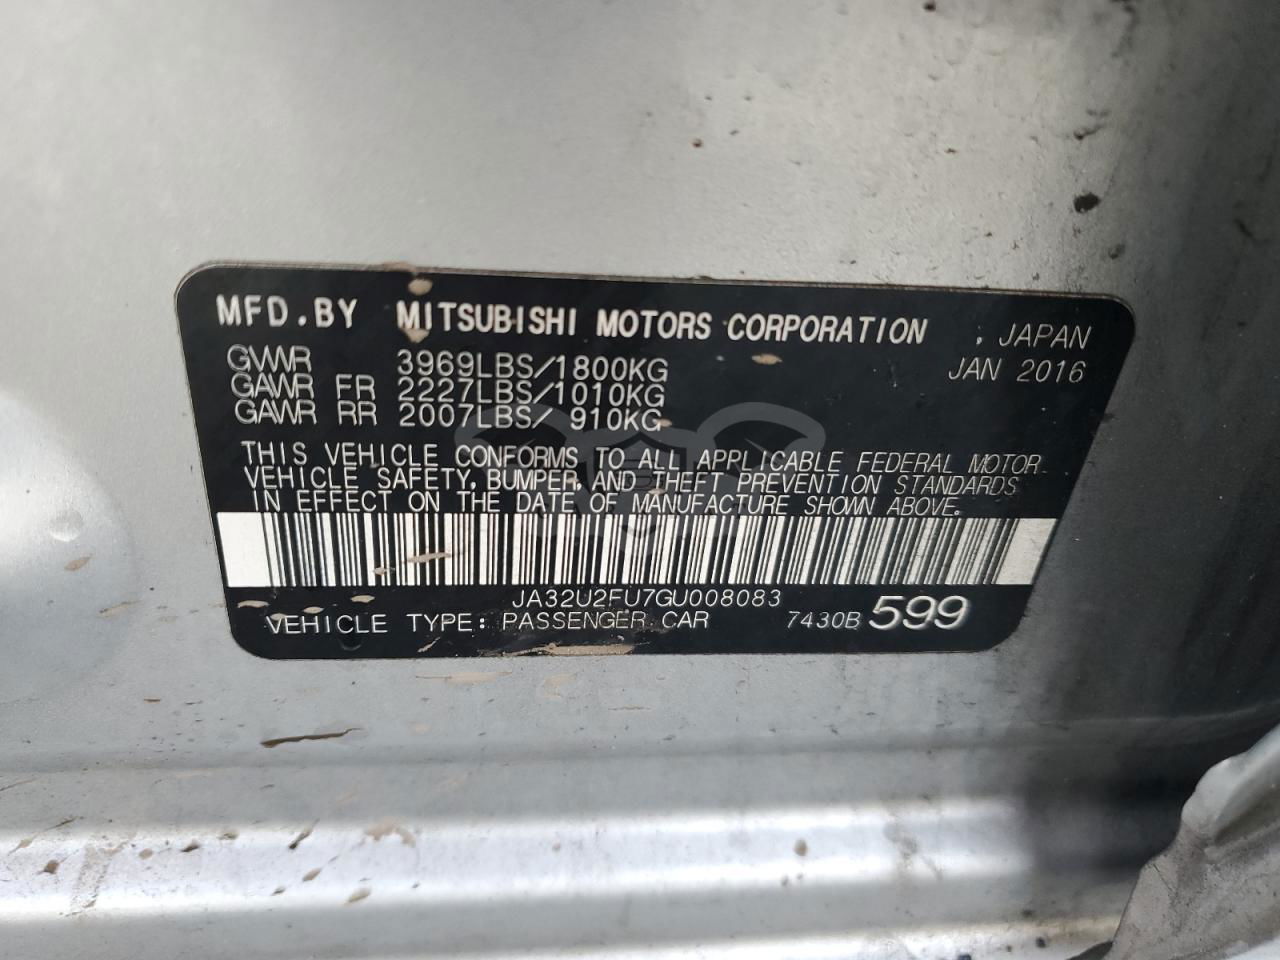 MFD.BY MITSUBISHI MOTORS CORPORATION , JAPAN
GVWR 3969LBS/1800KG JAN 2016
GAWR FR 2227LBS/1010KG
GAWR RR 2007LBS/ 910KG
THIS VEHICLE CONFORMS TO ALL APPLICABLE FEDERAL MOTOR
VEHICLE SAFETY, BUMPER, AND THEFT PREVENTION STANDARDS
IN EFFECT ON THE DATE OF MANUFACTURE SHOWN ABOVE.
JA32U2FU7GU008083
VEHICLE TYPE: PASSENGER CAR 7430B 599